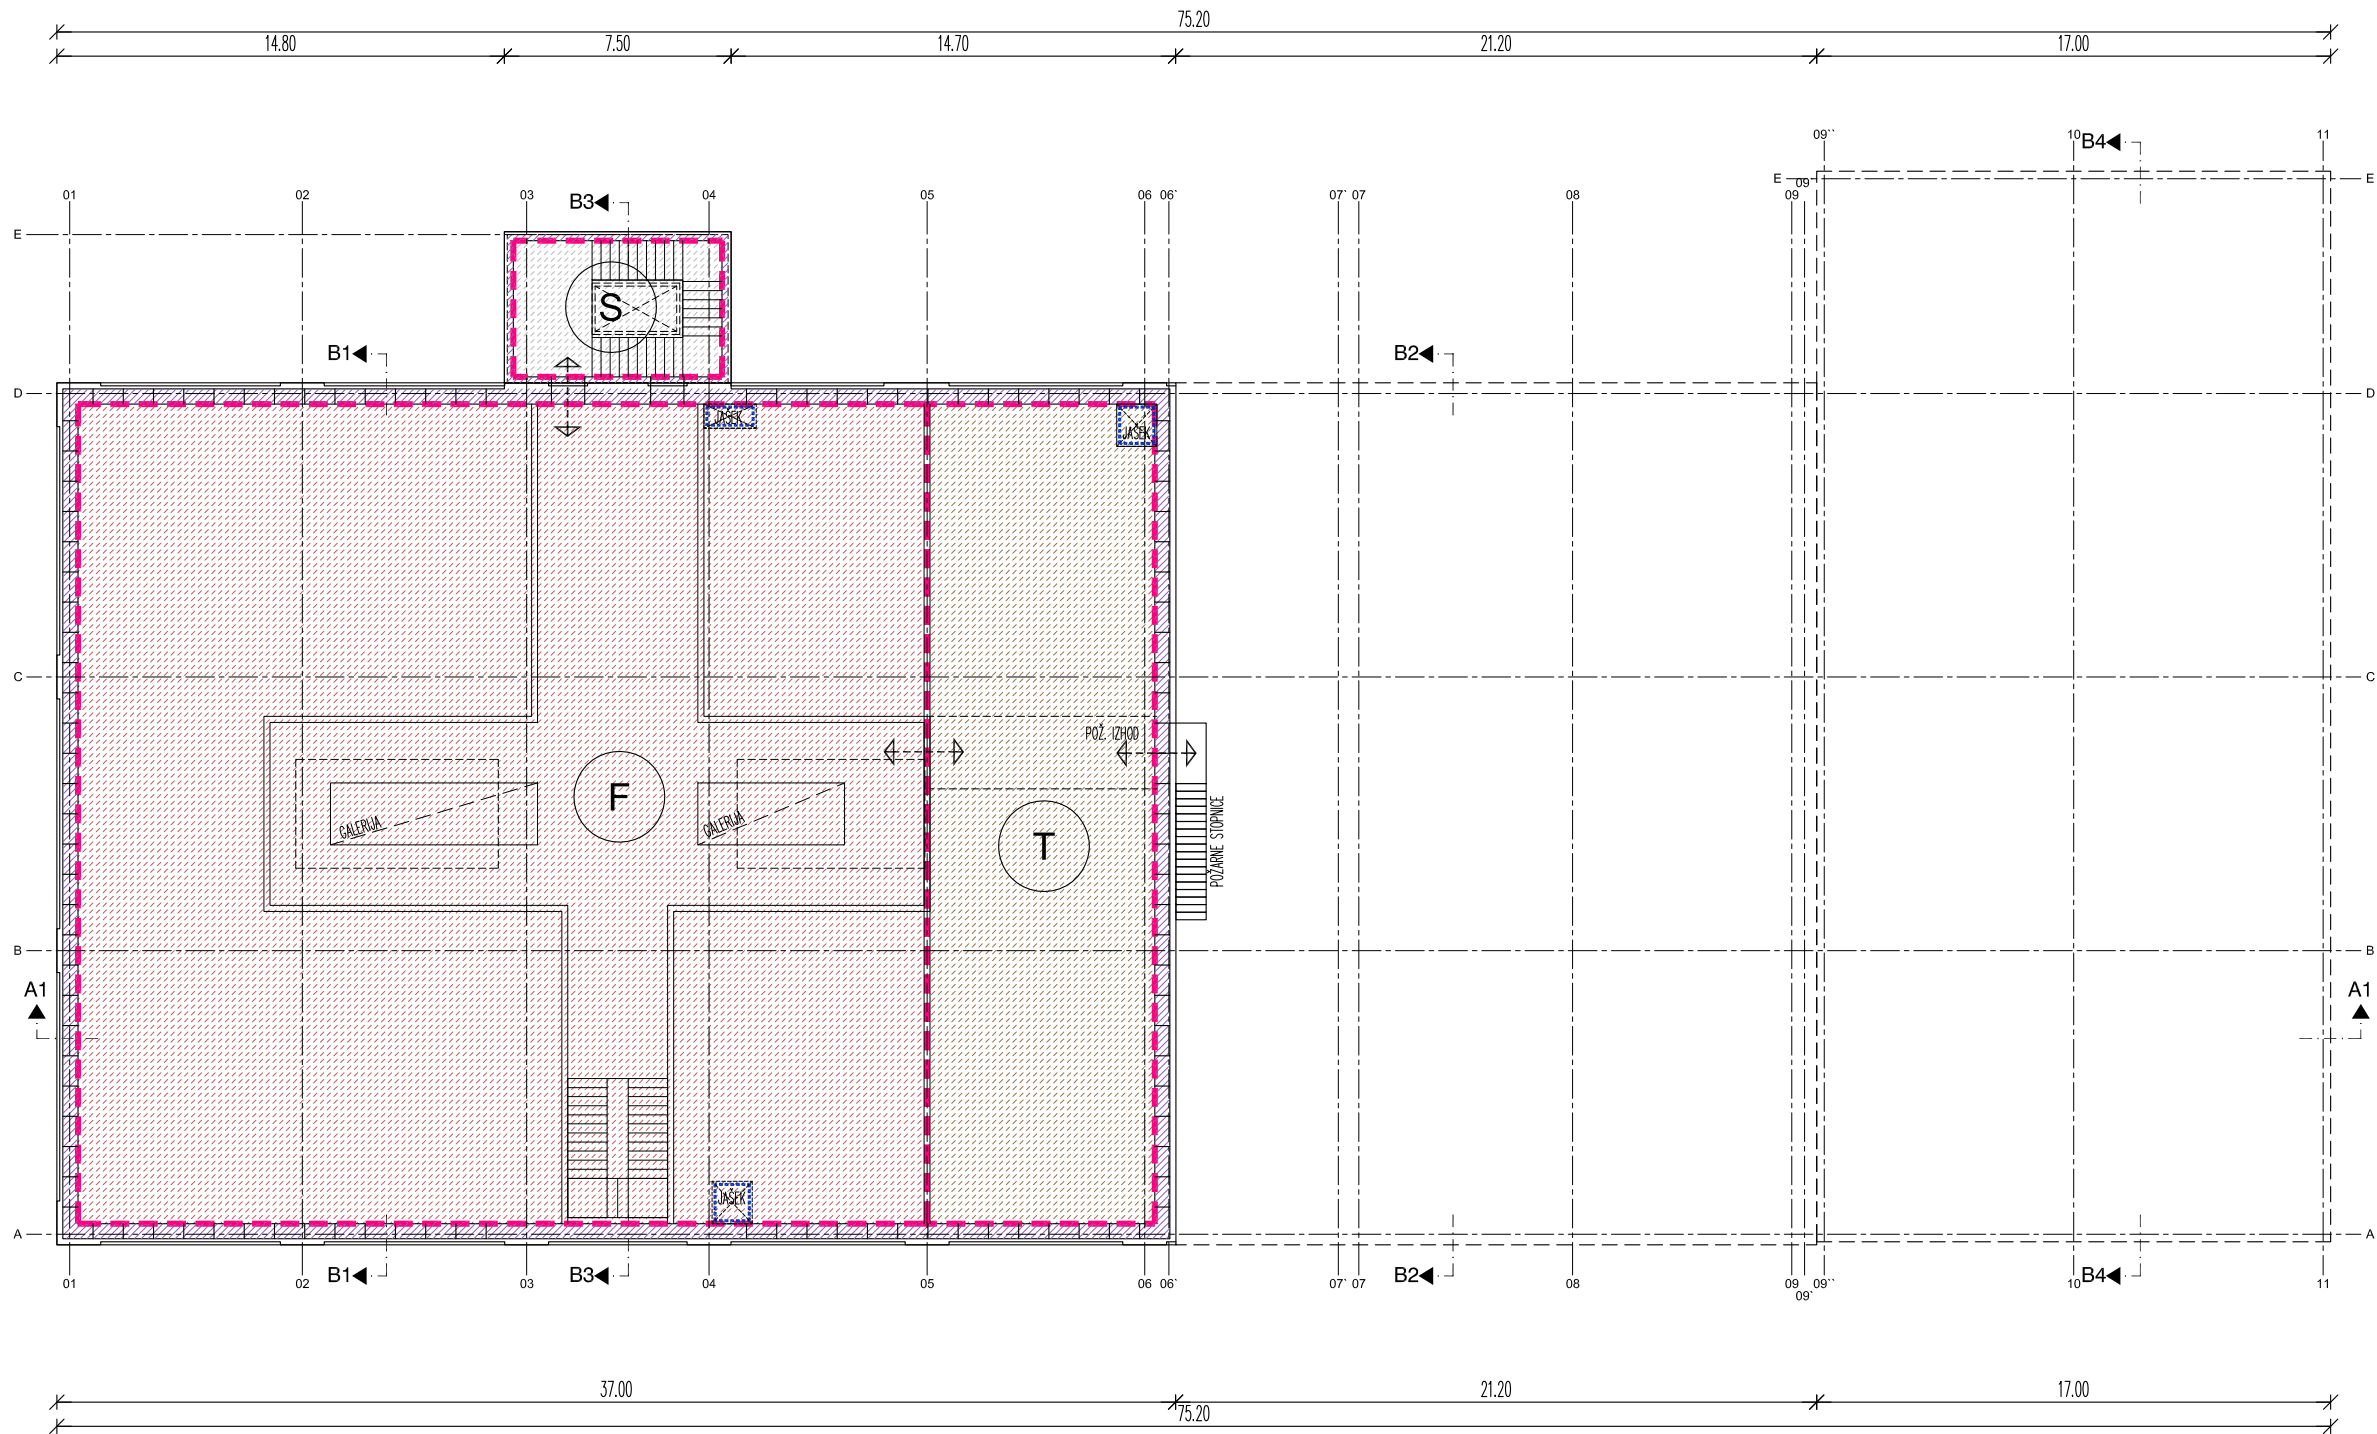 75.20
14.80 7.50 14.70 21.20 17.00
09`` 10 11
B4
E 09` E
01 02 03 04 05 06 06` 07` 07 08 09
B3
E
S
B1 B2
D D
JAŠEK JAŠEK
C C
POŽ. IZHOD
F
GALERIJA GALERIJA
T
POŽARNE STOPNICE
B B
A1 A1
JAŠEK
A A
B1 B3 B2 B4
01 02 03 04 05 06 06` 07` 07 08 09 09`` 10 11
09`
37.00 21.20 17.00
75.20